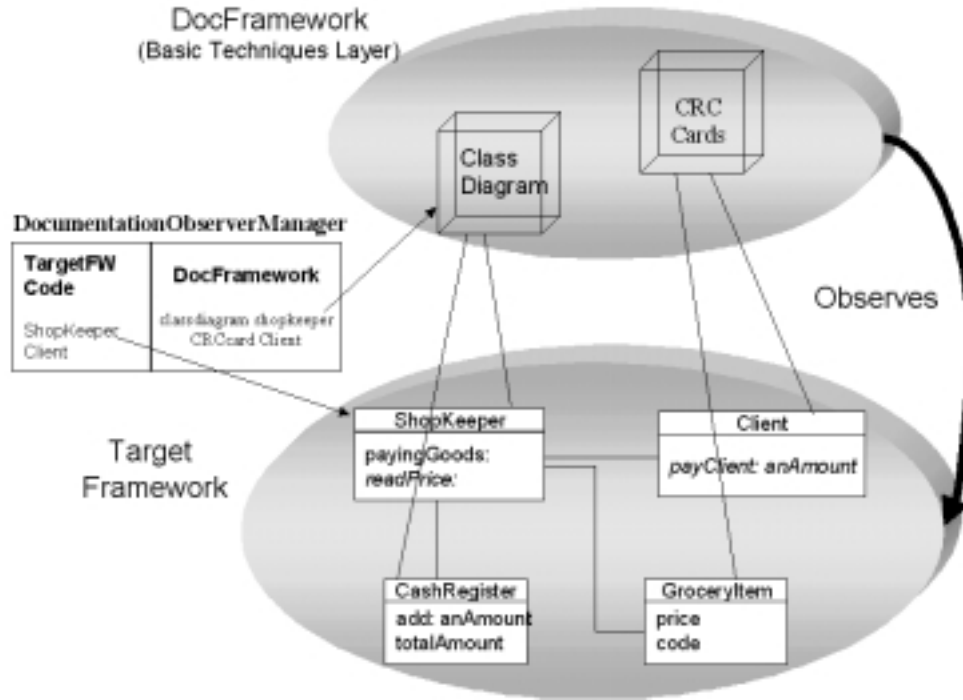 DocFramework
(Basic Techniques Layer)
CRC
Cards
Class
Diagram
DocumentationObserverManager
TargetFW
Code
DocFramework
ShopKeeper
Client
classdiagram shopkeeper
CRCcard Client
Observes
Target
Framework
ShopKeeper
payingGoods:
readPrice:
Client
payClient: anAmount
CashRegister
add: anAmount
totalAmount
GroceryItem
price
code